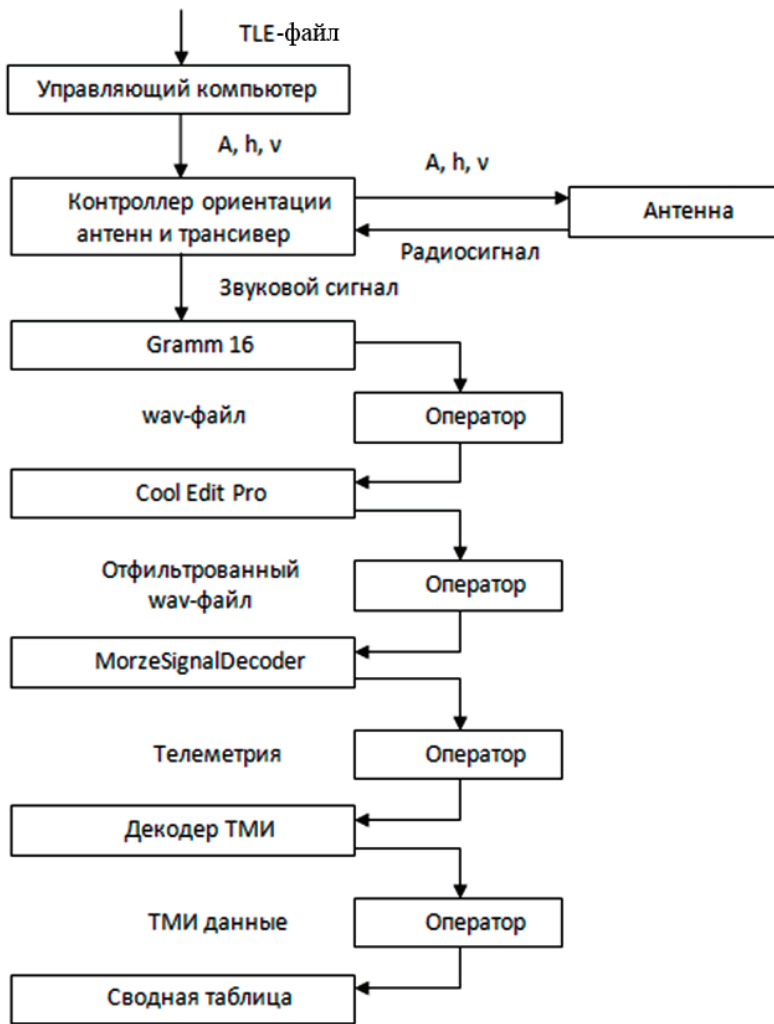 TLE-файл
Управляющий компьютер
A, h, v
A, h, v
Контроллер ориентации
антенн и трансивер
Антенна
Радиосигнал
Звуковой сигнал
Gramm 16
wav-файл
Оператор
Cool Edit Pro
Отфильтрованный
wav-файл
Оператор
MorzeSignalDecoder
Телеметрия
Оператор
Декодер ТМИ
ТМИ данные
Оператор
Сводная таблица